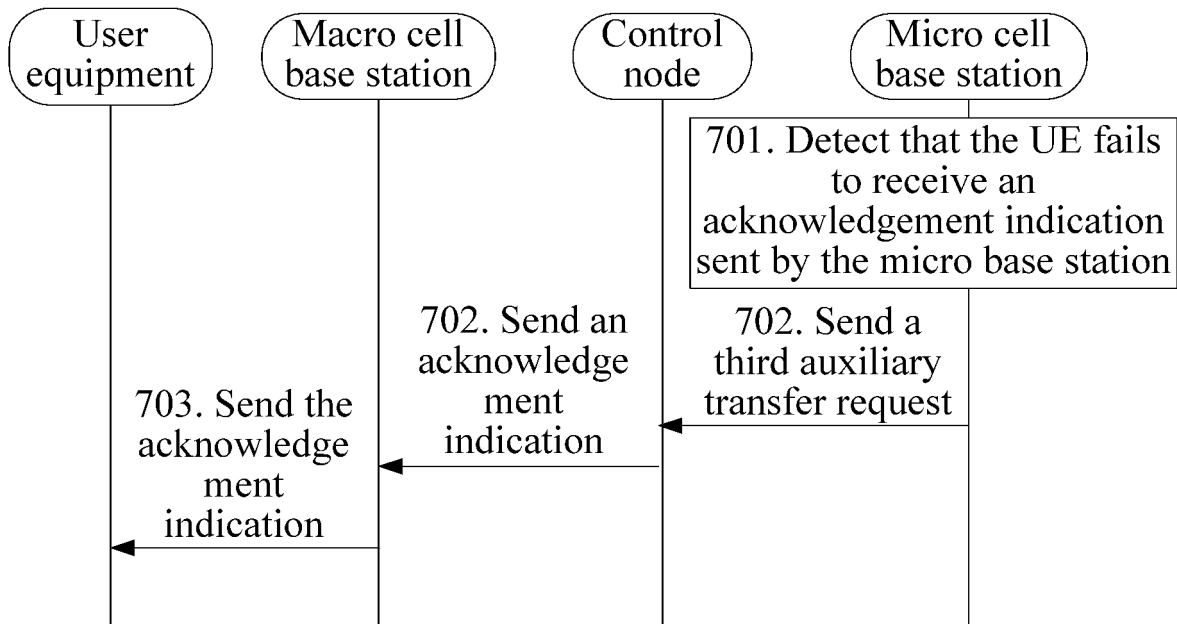 User
equipment
Macro cell
base station
Control
node
Micro cell
base station
701. Detect that the UE fails
to receive an
acknowledgement indication
sent by the micro base station
702. Send a
third auxiliary
transfer request
702. Send an
acknowledge
ment
indication
703. Send the
acknowledge
ment
indication